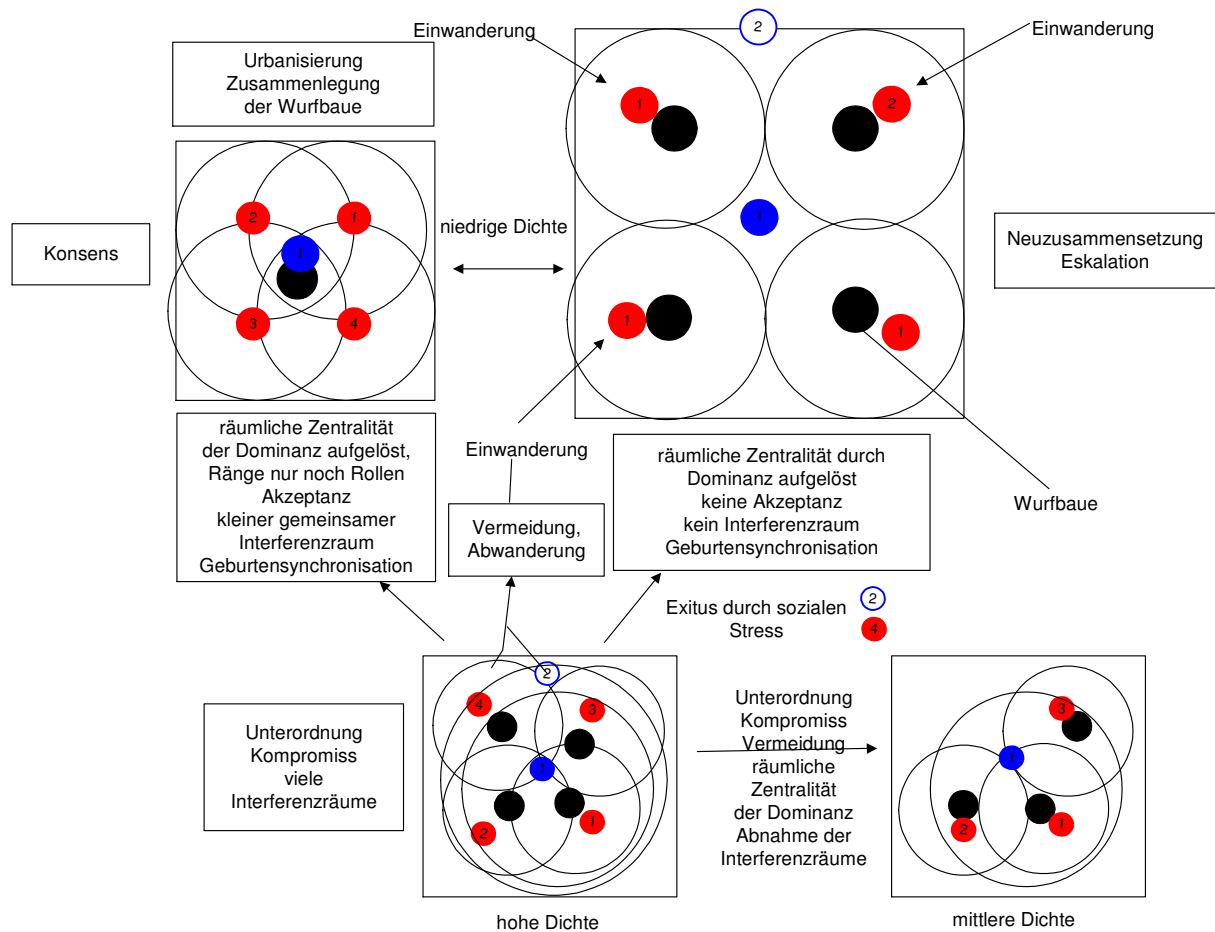 Einwanderung
2
Einwanderung
Urbanisierung
Zusammenlegung
der Wurfbaue
1
2
2
1
1
3
4
Konsens
niedrige Dichte
1
1
1
Neuzusammensetzung
Eskalation
räumliche Zentralität
der Dominanz aufgelöst,
Ränge nur noch Rollen
Akzeptanz
kleiner gemeinsamer
Interferenzraum
Geburtensynchronisation
Einwanderung
Vermeidung,
Abwanderung
räumliche Zentralität durch
Dominanz aufgelöst
keine Akzeptanz
kein Interferenzraum
Geburtensynchronisation
Wurfbaue
Exitus durch sozialen
Stress
2
4
Unterordnung
Kompromiss
viele
Interferenzräume
2
4
3
1
2
1
Unterordnung
Kompromiss
Vermeidung
räumliche
Zentralität
der Dominanz
Abnahme der
Interferenzräume
3
1
2
1
hohe Dichte
mittlere Dichte